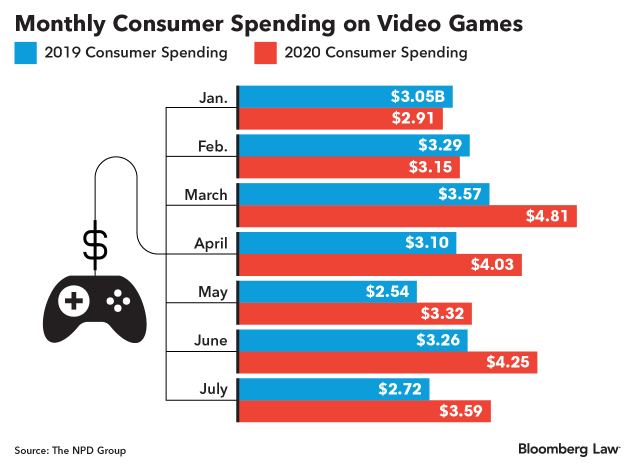 Monthly Consumer Spending on Video Games
2019 Consumer Spending
2020 Consumer Spending
Jan.
$3.05B
$2.91
Feb.
$3.29
$3.15
March
$3.57
$4.81
April
$3.10
$4.03
May
$2.54
$3.32
June
$3.26
$4.25
July
$2.72
$3.59
$
Source: The NPD Group
Bloomberg Law